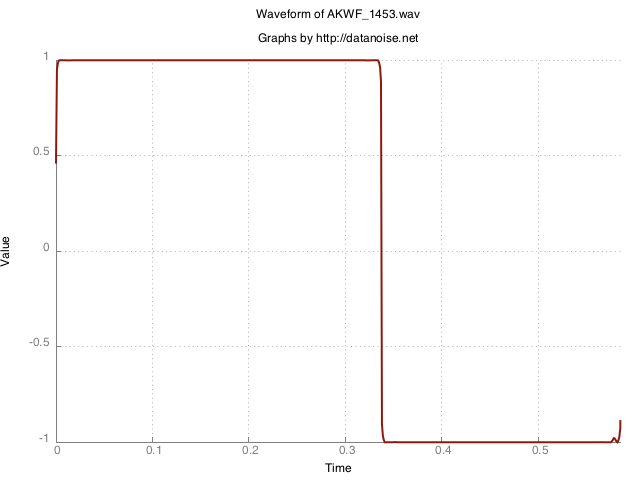 Waveform of AKWF_1453.wav
Graphs by http://datanoise.net
1
0.5
0
-0.5
-1
Value
0 0.1 0.2 0.3 0.4 0.5
Time